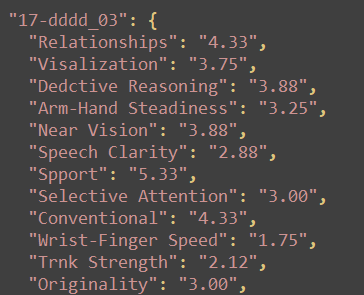 "17-dddd_03": {
"Relationships": "4.33",
"Visalization": "3.75",
"Dedctive Reasoning": "3.88",
"Arm-Hand Steadiness": "3.25",
"Near Vision": "3.88",
"Speech Clarity": "2.88",
"Spport": "5.33",
"Selective Attention": "3.00",
"Conventional": "4.33",
"Wrist-Finger Speed": "1.75",
"Trnk Strength": "2.12",
"Originality": "3.00",